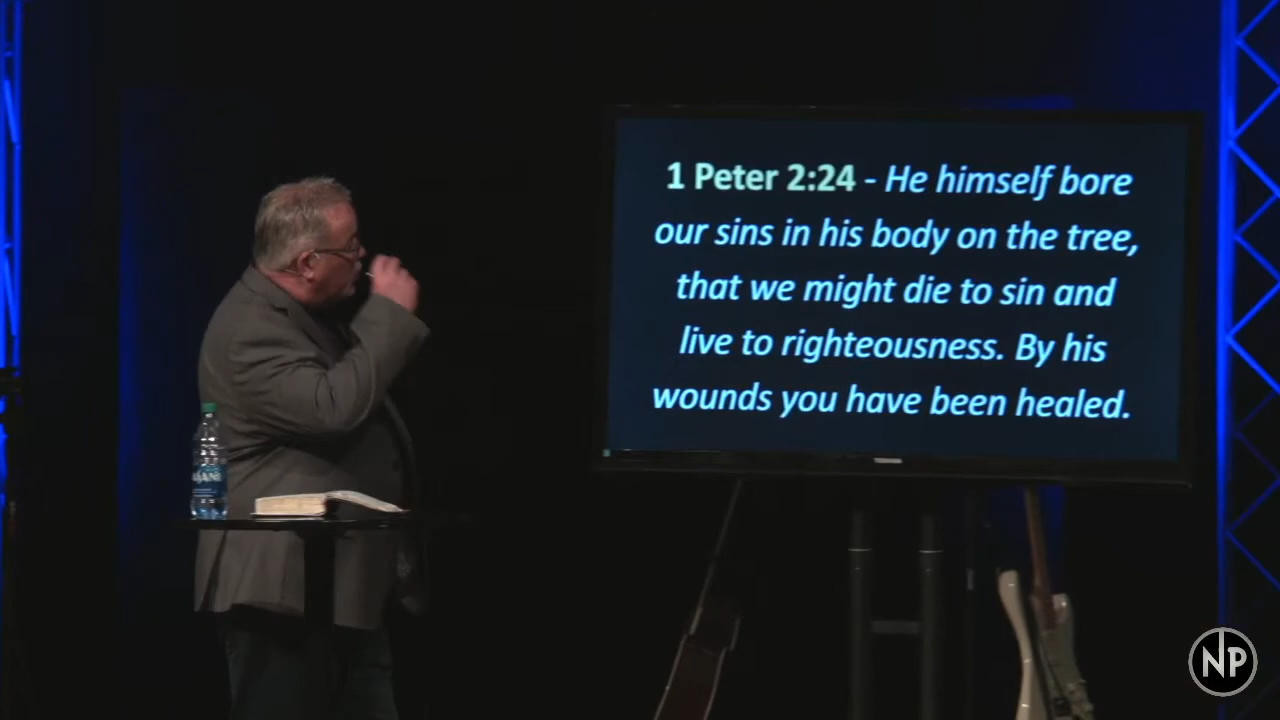 1 Peter 2:24 - He himself bore
our sins in his body on the tree,
that we might die to sin and
live to righteousness. By his
wounds you have been healed.
NP